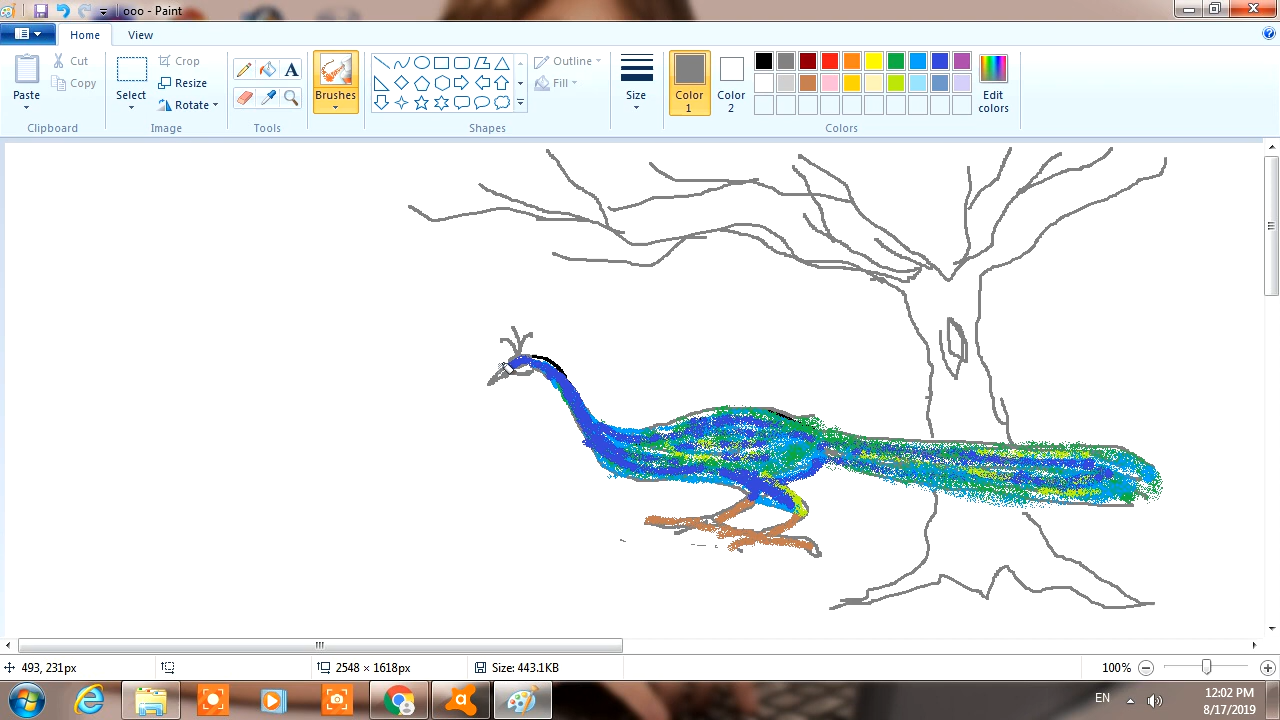 ooo - Paint
Home View
Paste
Cut
Copy
Clipboard
Select
Crop
Resize
Rotate
Image
A
Tools
Brushes
Outline
Fill
Shapes
Size
Color 1
Color 2
Edit colors
Colors
493, 231px
2548 × 1618px
Size: 443.1KB
100%
EN
12:02 PM
8/17/2019